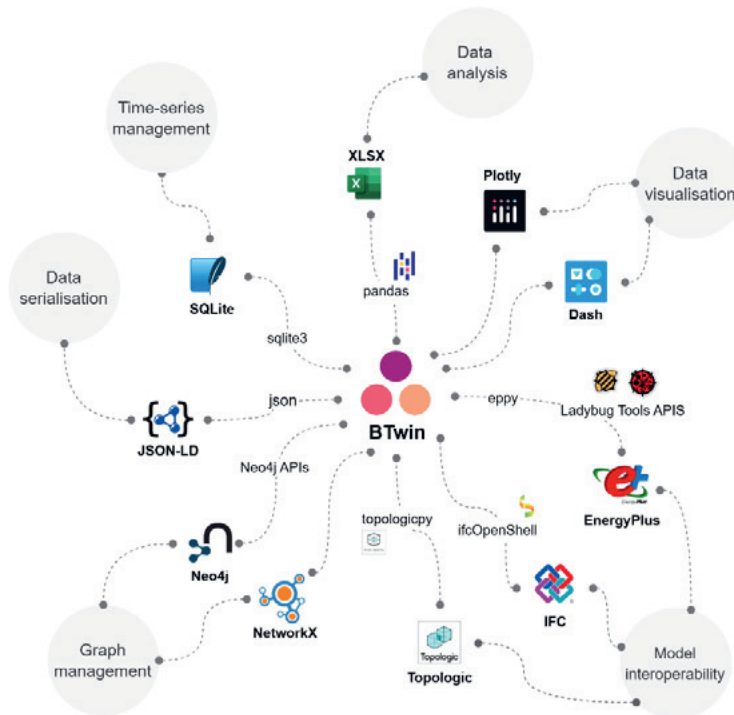 Data
analysis
Time-series
management
XLSX
Plotly
Data
visualisation
pandas
Data
serialisation
SQLite
Dash
sqlite3
json
eppy
Ladybug Tools APIS
BTwin
JSON-LD
Neo4j APIs
EnergyPlus
topologicpy
ifcOpenShell
Neo4j
IFC
NetworkX
Graph
management
Topologic
Topologic
Model
interoperability